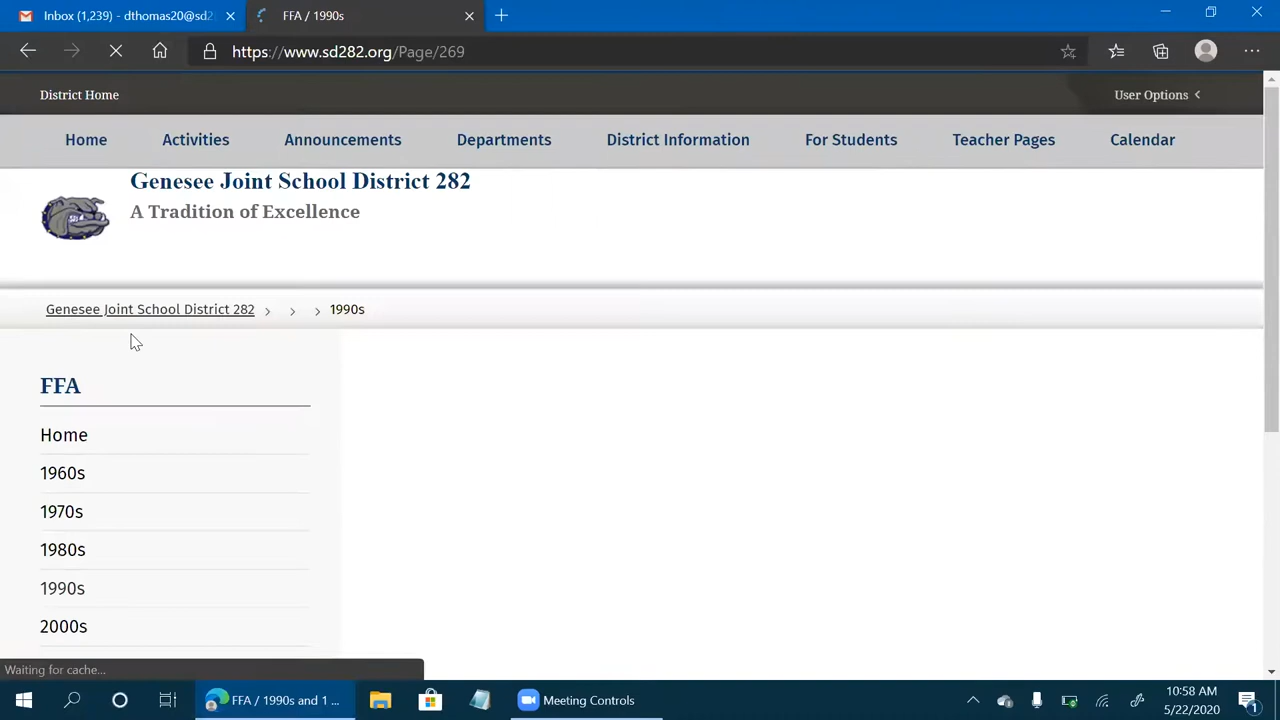 Inbox (1,239) - dthomas20@sd2
FFA / 1990s
https://www.sd282.org/Page/269
District Home
User Options
Home Activities Announcements Departments District Information For Students Teacher Pages Calendar
Genesee Joint School District 282
A Tradition of Excellence
Genesee Joint School District 282 > > > 1990s
FFA
Home
1960s
1970s
1980s
1990s
2000s
Waiting for cache...
FFA / 1990s and 1 ...
Meeting Controls
10:58 AM
5/22/2020
1